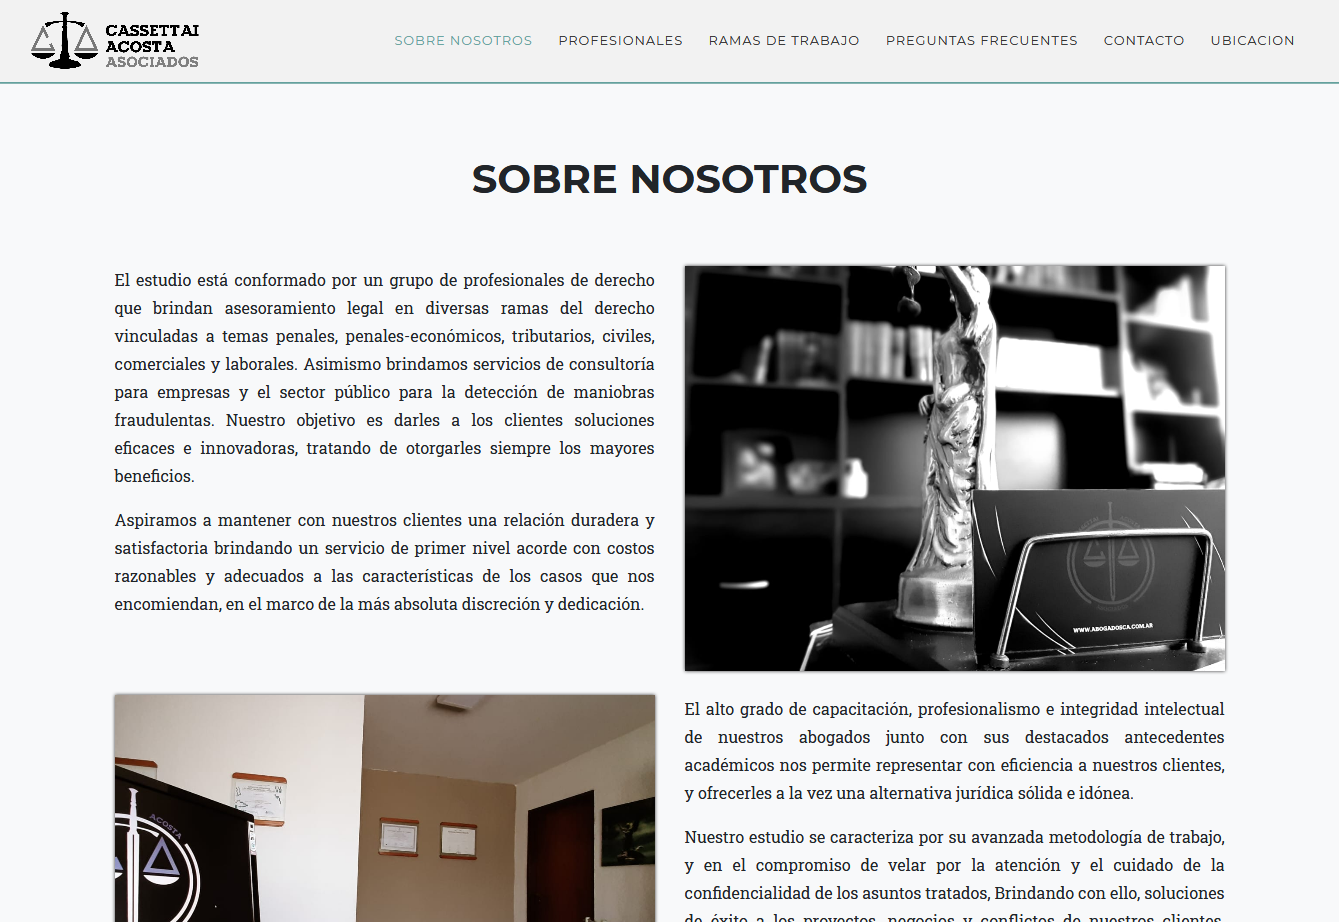 CASSETTAI
ACOSTA
ASOCIADOS
SOBRE NOSOTROS
PROFESIONALES
RAMAS DE TRABAJO
PREGUNTAS FRECUENTES
CONTACTO
UBICACION
SOBRE NOSOTROS
El estudio está conformado por un grupo de profesionales de derecho
que brindan asesoramiento legal en diversas ramas del derecho
vinculadas a temas penales, penales-económicos, tributarios, civiles,
comerciales y laborales. Asimismo brindamos servicios de consultoría
para empresas y el sector público para la detección de maniobras
fraudulentas. Nuestro objetivo es darles a los clientes soluciones
eficaces e innovadoras, tratando de otorgarles siempre los mayores
beneficios.
Aspiramos a mantener con nuestros clientes una relación duradera y
satisfactoria brindando un servicio de primer nivel acorde con costos
razonables y adecuados a las características de los casos que nos
encomiendan, en el marco de la más absoluta discreción y dedicación.
WWW.ABOGADOSCA.COM.AR
ACOSTA
El alto grado de capacitación, profesionalismo e integridad intelectual
de nuestros abogados junto con sus destacados antecedentes
académicos nos permite representar con eficiencia a nuestros clientes,
y ofrecerles a la vez una alternativa jurídica sólida e idónea.
Nuestro estudio se caracteriza por su avanzada metodología de trabajo,
y en el compromiso de velar por la atención y el cuidado de la
confidencialidad de los asuntos tratados, Brindando con ello, soluciones
de éxito a los proyectos, negocios y conflictos de nuestros clientes,